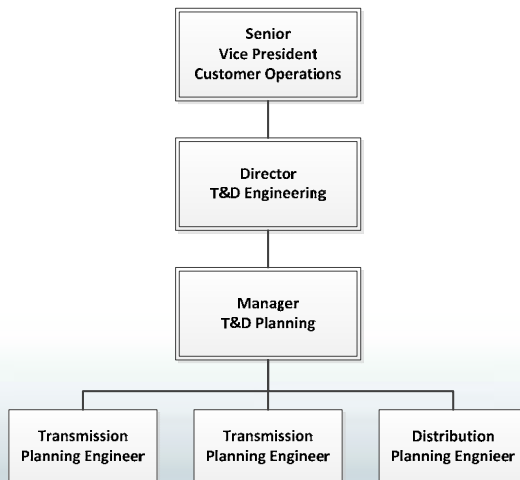 Senior
Vice President
Customer Operations
Director
T&D Engineering
Manager
T&D Planning
Transmission
Planning Engineer
Transmission
Planning Engineer
Distribution
Planning Engnieer